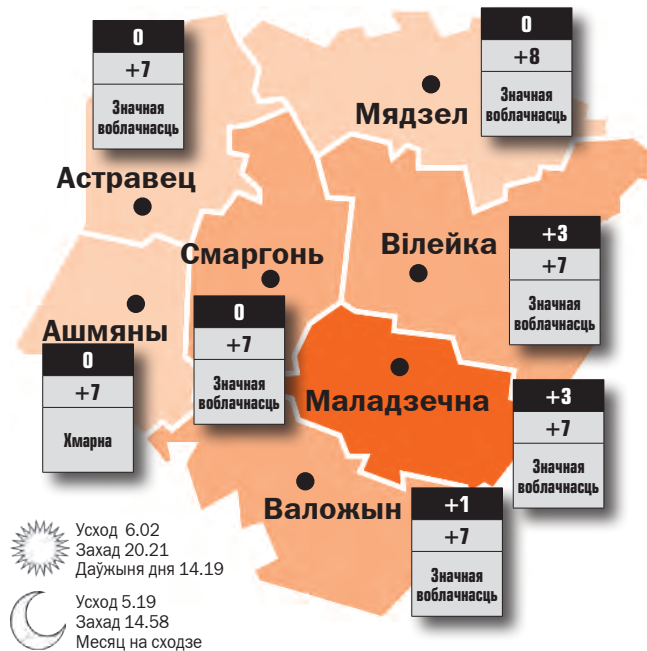 0
+7
Значная
воблачнасць
Астравец
0
+8
Значная
воблачнасць
Мядзел
Смаргонь
0
+7
Значная
воблачнасць
Вілейка
+3
+7
Значная
воблачнасць
Ашмяны
0
+7
Хмарна
Маладзечна
+3
+7
Значная
воблачнасць
Валожын
+1
+7
Значная
воблачнасць
Усход 6.02
Захад 20.21
Даўжыня дня 14.19
Усход 5.19
Захад 14.58
Месяц на сходзе